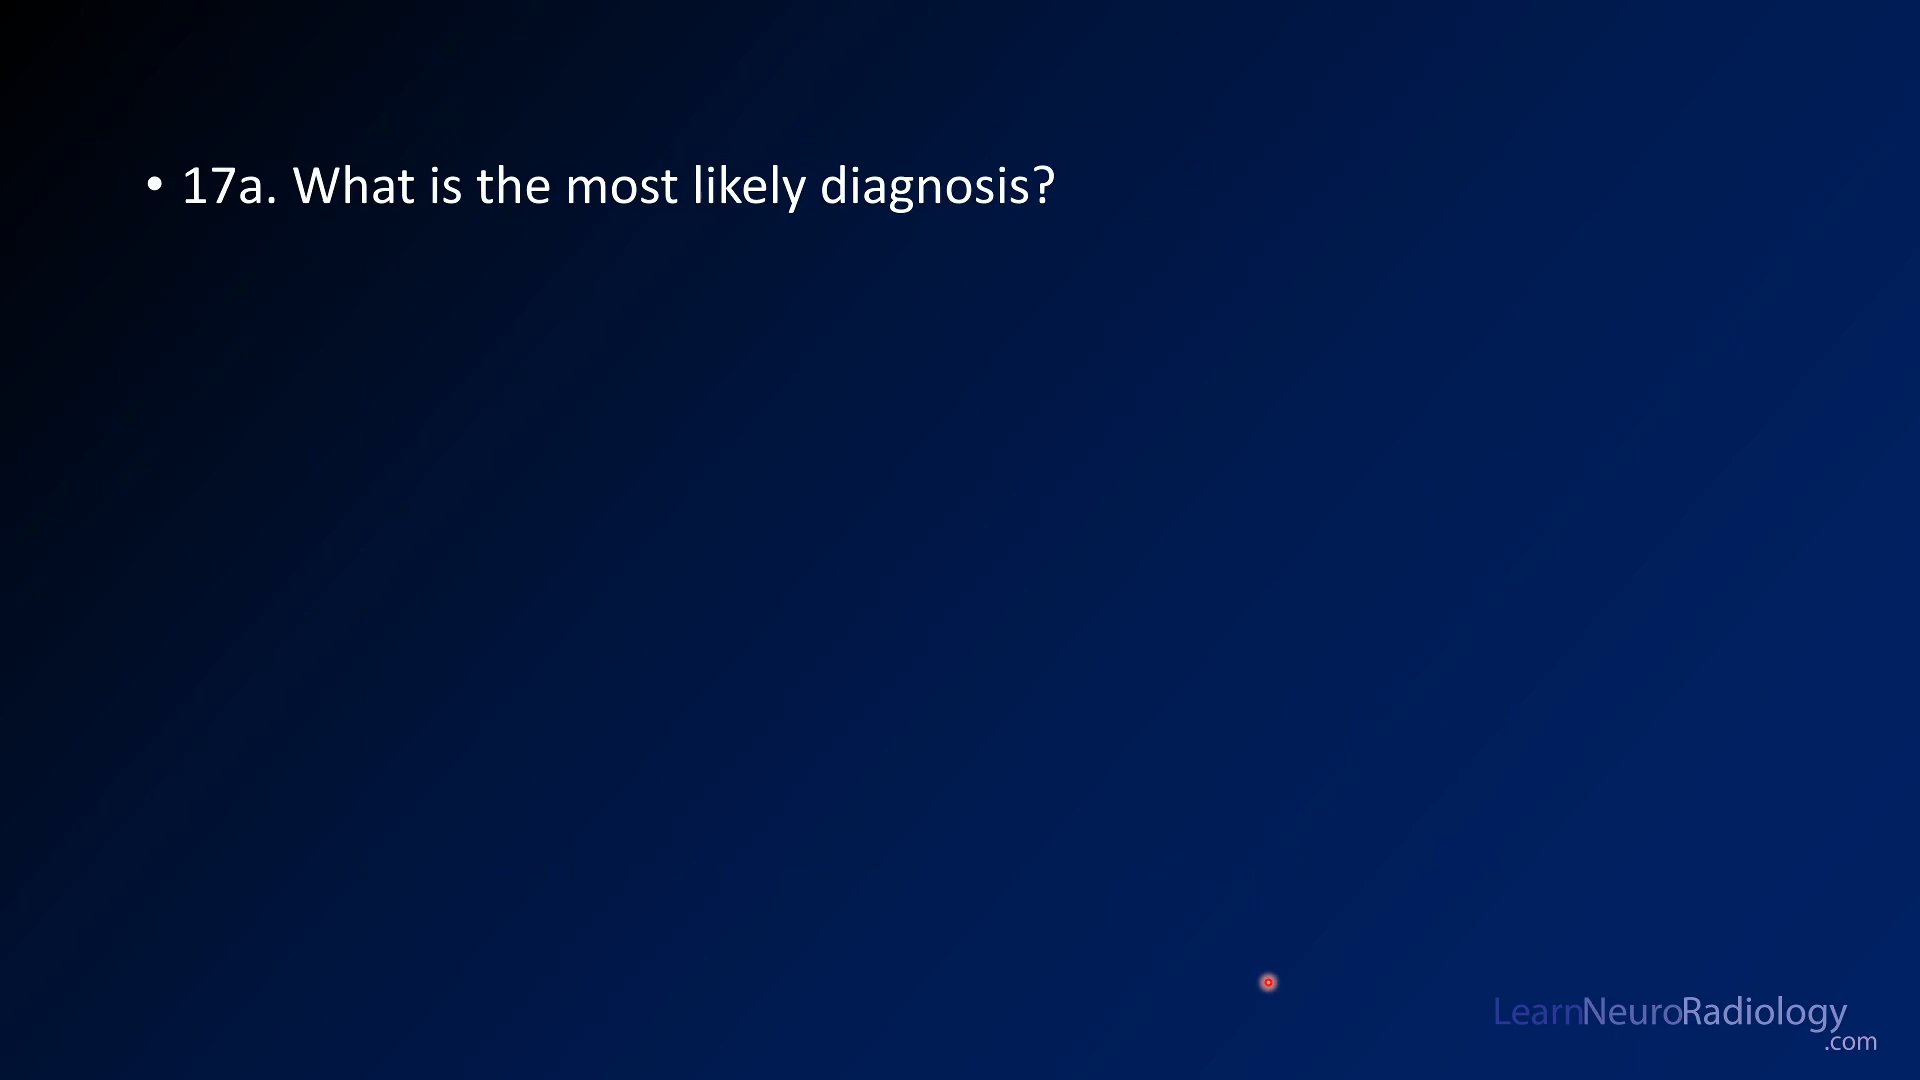 • 17a. What is the most likely diagnosis?
LearnNeuroRadiology
.com